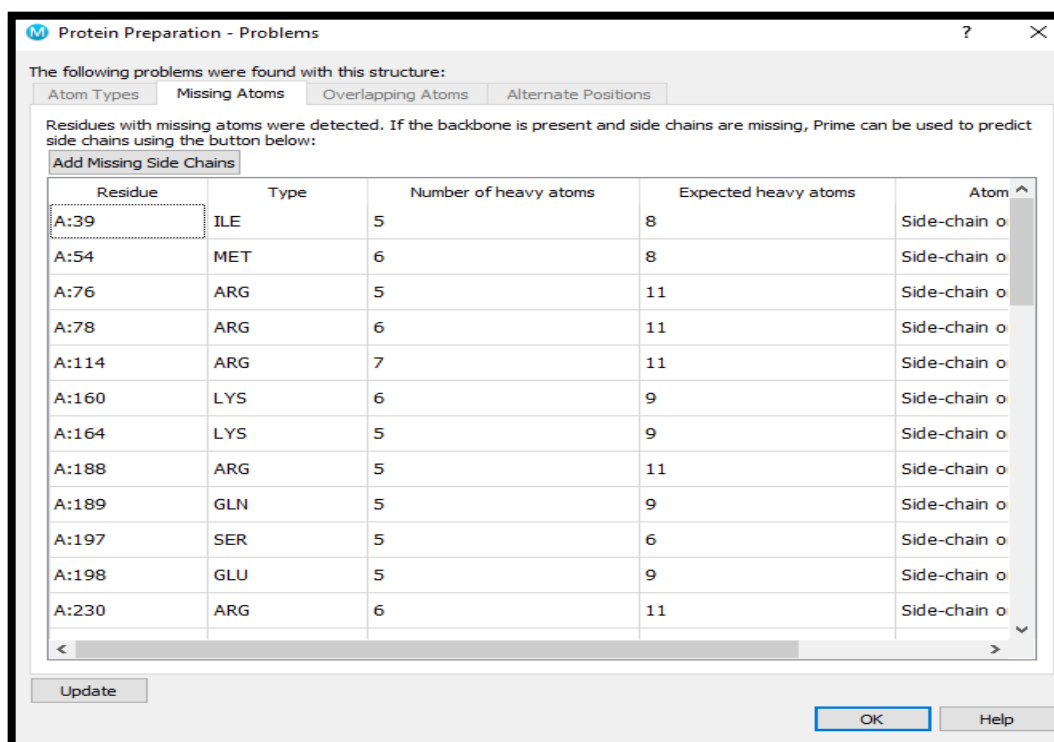 M Protein Preparation - Problems ? ✕
The following problems were found with this structure:
Atom Types Missing Atoms Overlapping Atoms Alternate Positions
Residues with missing atoms were detected. If the backbone is present and side chains are missing, Prime can be used to predict
side chains using the button below:
Add Missing Side Chains
Residue Type Number of heavy atoms Expected heavy atoms Atom
A:39 ILE 5 8 Side-chain o
A:54 MET 6 8 Side-chain o
A:76 ARG 5 11 Side-chain o
A:78 ARG 6 11 Side-chain o
A:114 ARG 7 11 Side-chain o
A:160 LYS 6 9 Side-chain o
A:164 LYS 5 9 Side-chain o
A:188 ARG 5 11 Side-chain o
A:189 GLN 5 9 Side-chain o
A:197 SER 5 6 Side-chain o
A:198 GLU 5 9 Side-chain o
A:230 ARG 6 11 Side-chain o
Update
OK Help